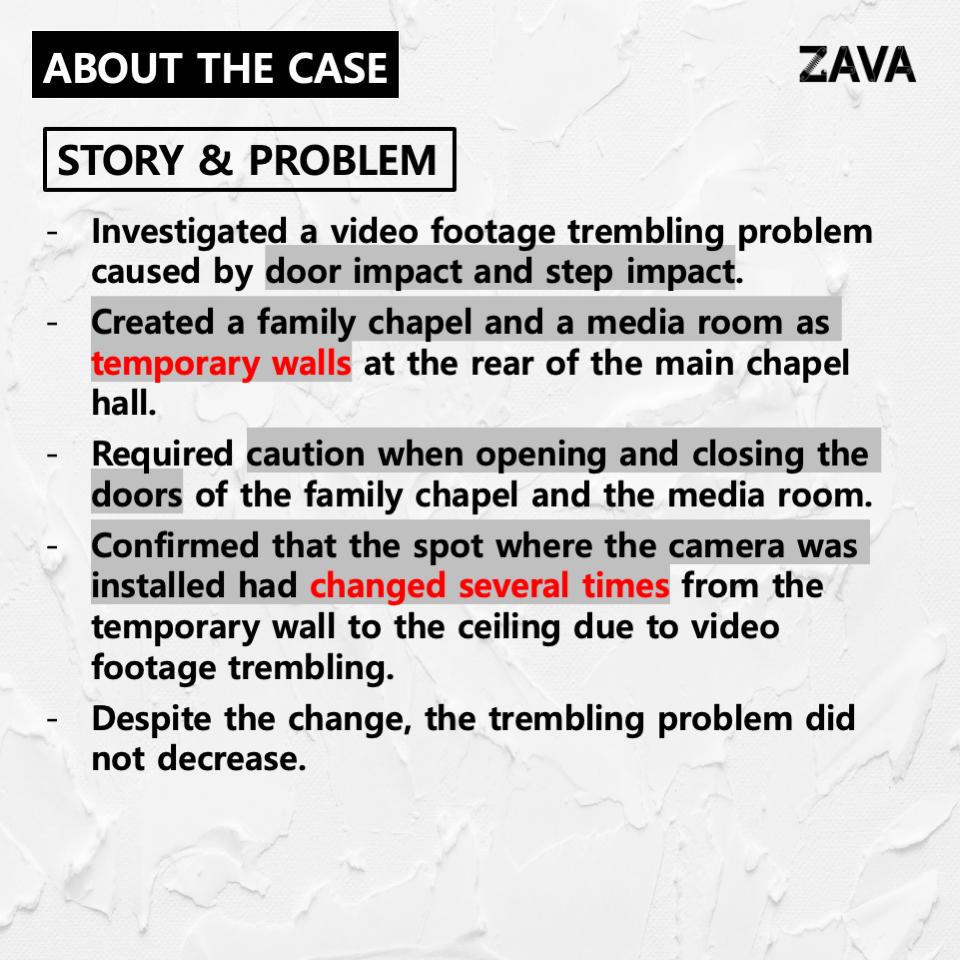 ABOUT THE CASE
ZAVA
STORY & PROBLEM
- Investigated a video footage trembling problem
caused by door impact and step impact.
- Created a family chapel and a media room as
temporary walls at the rear of the main chapel
hall.
- Required caution when opening and closing the
doors of the family chapel and the media room.
- Confirmed that the spot where the camera was
installed had changed several times from the
temporary wall to the ceiling due to video
footage trembling.
- Despite the change, the trembling problem did
not decrease.